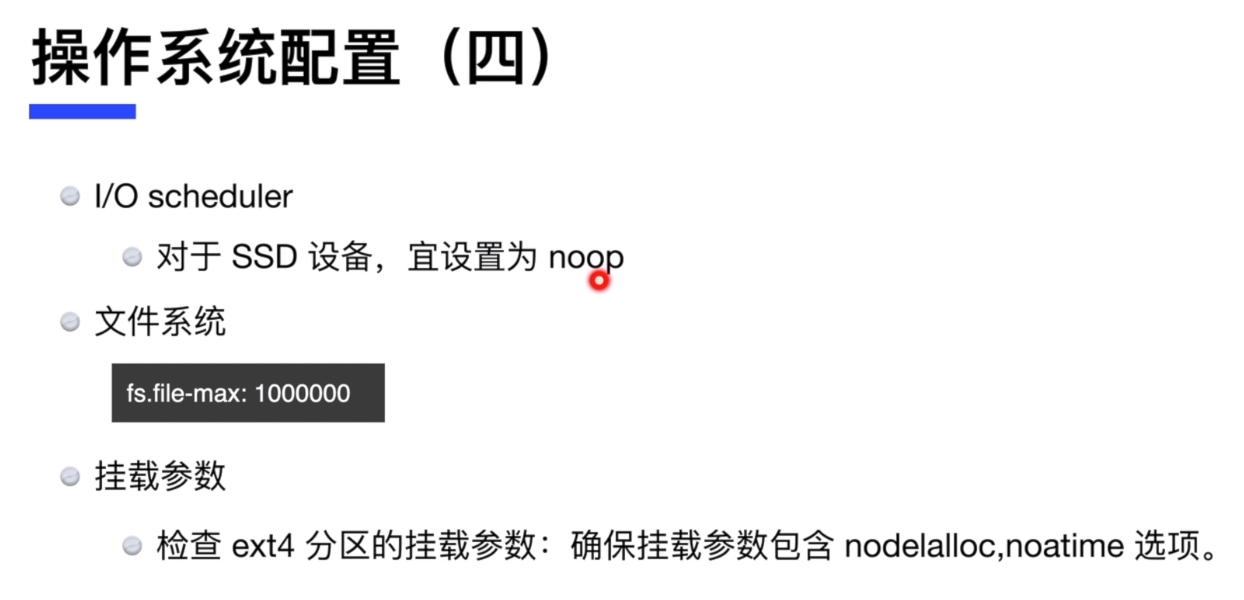 操作系统配置（四）
I/O scheduler
对于 SSD 设备，宜设置为 noop
文件系统
fs.file-max: 1000000
挂载参数
检查 ext4 分区的挂载参数：确保挂载参数包含 nodelalloc,noatime 选项。